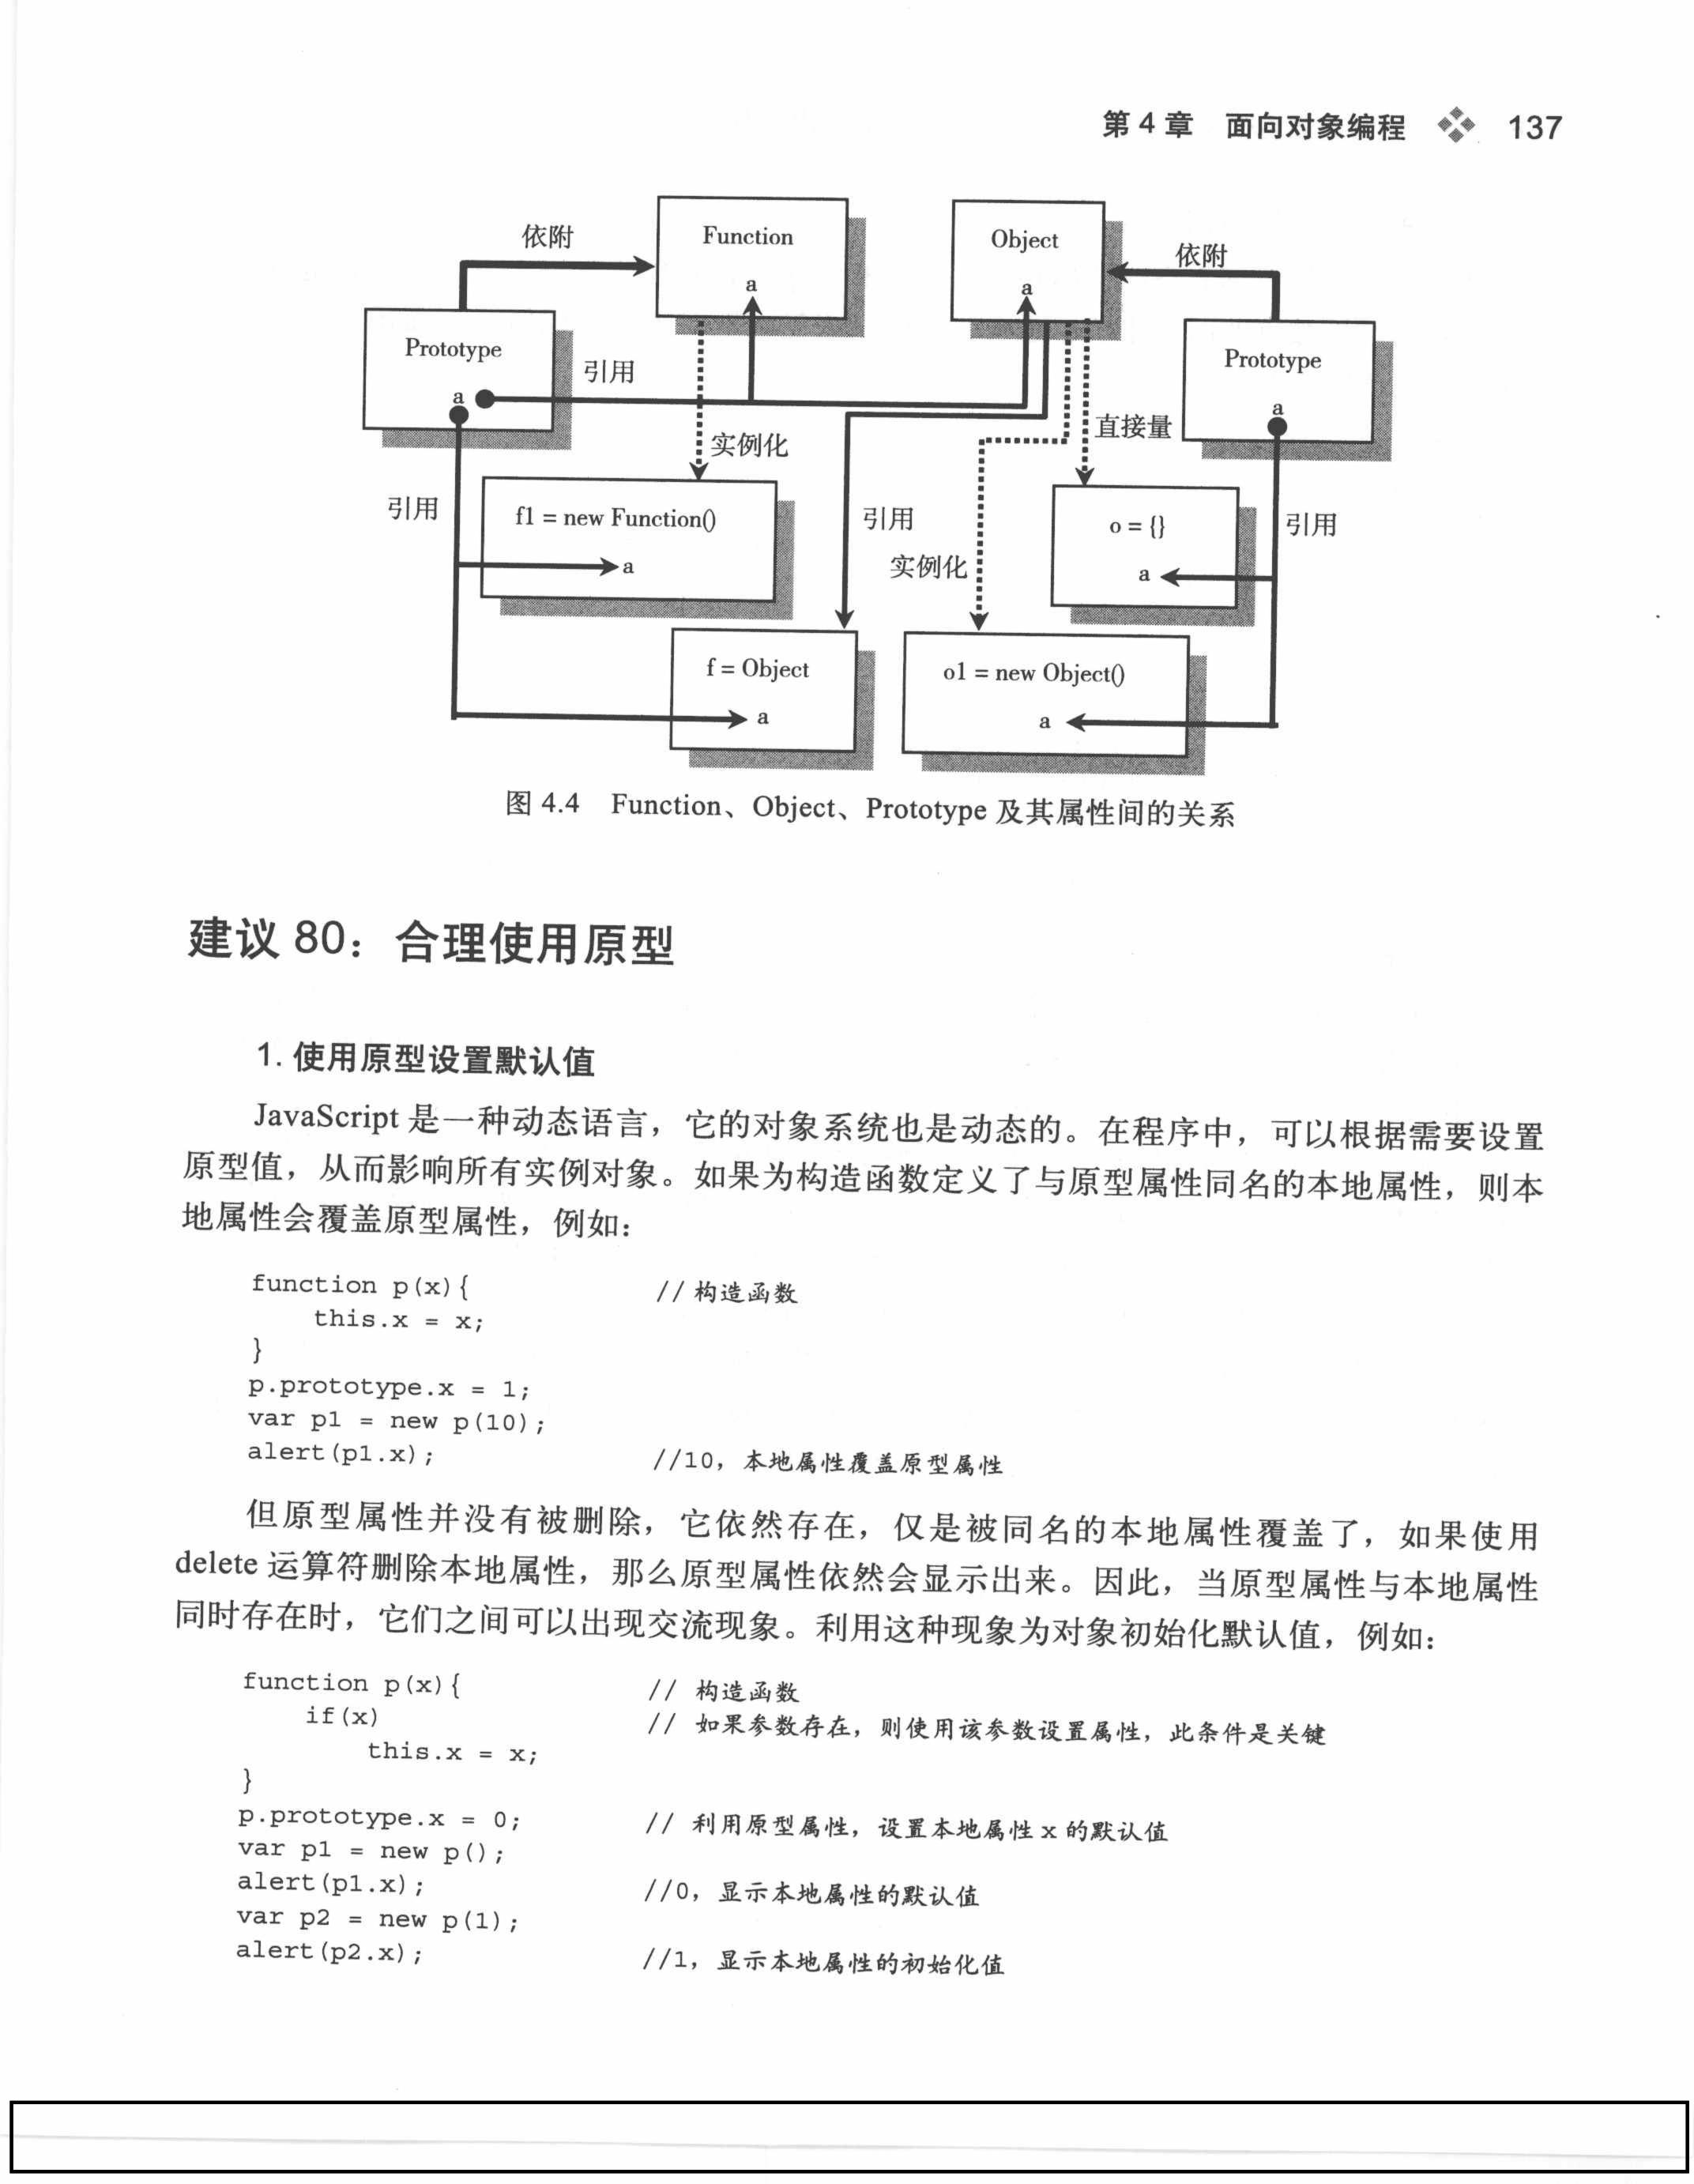 第 4 章　面向对象编程　137
依附
Function
a
Object
a
依附
Prototype
a
引用
Prototype
a
实例化
直接量
引用
f1 = new Function()
a
引用
实例化
o = {}
a
引用
f = Object
a
o1 = new Object()
a
图 4.4　Function、Object、Prototype 及其属性间的关系
建议 80：合理使用原型
1. 使用原型设置默认值
JavaScript 是一种动态语言，它的对象系统也是动态的。在程序中，可以根据需要设置
原型值，从而影响所有实例对象。如果为构造函数定义了与原型属性同名的本地属性，则本
地属性会覆盖原型属性，例如：
function p(x){ //构造函数
    this.x = x;
}
p.prototype.x = 1;
var p1 = new p(10);
alert(p1.x); //10，本地属性覆盖原型属性
但原型属性并没有被删除，它依然存在，仅是被同名的本地属性覆盖了，如果使用
delete 运算符删除本地属性，那么原型属性依然会显示出来。因此，当原型属性与本地属性
同时存在时，它们之间可以出现交流现象。利用这种现象为对象初始化默认值，例如：
function p(x){ // 构造函数
    if(x) // 如果参数存在，则使用该参数设置属性，此条件是关键
        this.x = x;
}
p.prototype.x = 0; // 利用原型属性，设置本地属性 x 的默认值
var p1 = new p();
alert(p1.x); //0，显示本地属性的默认值
var p2 = new p(1);
alert(p2.x); //1，显示本地属性的初始化值